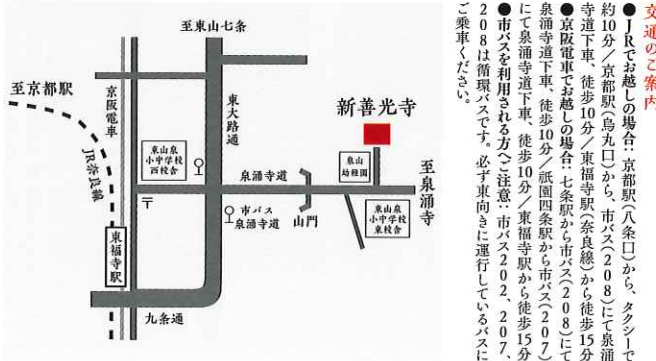 交通のご案内
●JRでお越しの場合:京都駅(八条口)から、タクシーで
約10分／京都駅(烏丸口)から、市バス(208)にて泉涌
寺道下車、徒歩10分／東福寺駅(奈良線)から徒歩15分
●京阪電車でお越しの場合:七条駅から市バス(208)にて
泉涌寺道下車、徒歩10分／祇園四条駅から市バス(207)
にて泉涌寺道下車、徒歩10分／東福寺駅から徒歩15分
●市バスを利用される方へご注意:市バス202、207、
208は循環バスです。必ず東向きに運行しているバスに
ご乗車ください。
至東山七条
至京都駅
京阪電車
JR奈良線
東大路通
新善光寺
東山泉
小中学校
西校舎
泉山
幼稚園
至泉涌寺
泉涌寺道
市バス
泉涌寺道
山門
東山泉
小中学校
東校舎
東福寺駅
九条通